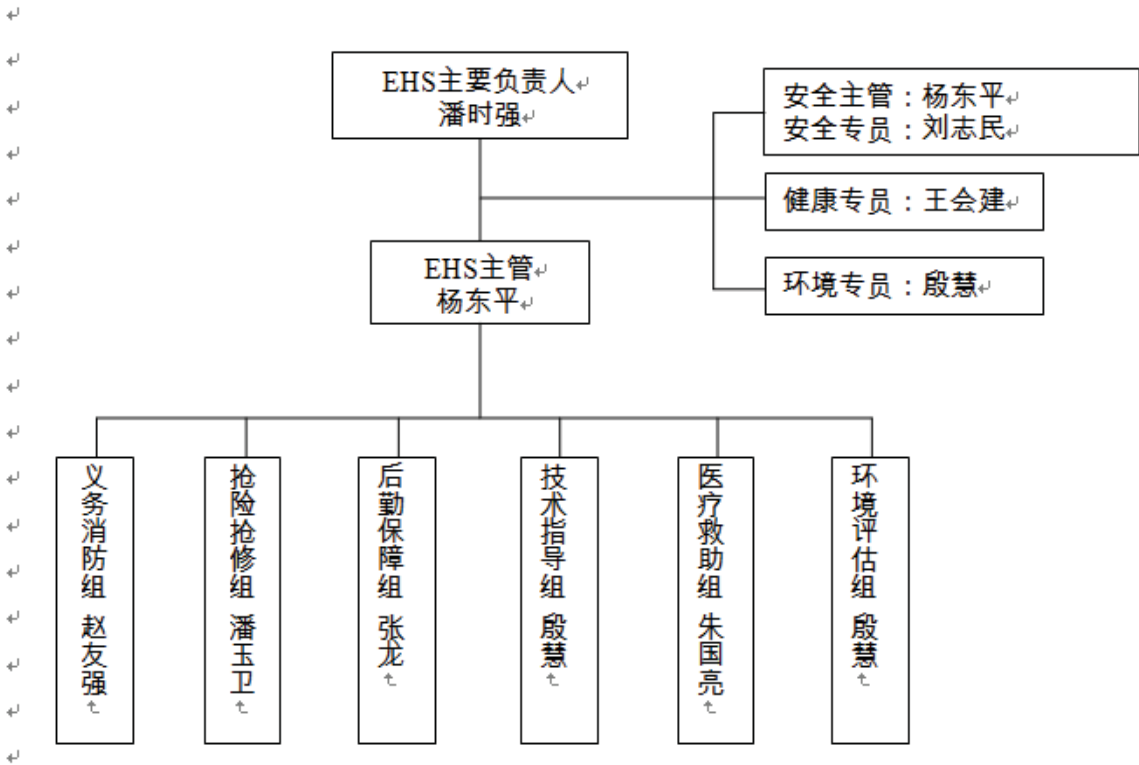 EHS主要负责人
潘时强
安全主管：杨东平
安全专员：刘志民
健康专员：王会建
EHS主管
杨东平
环境专员：殷慧
义务消防组 赵友强
抢险抢修组 潘玉卫
后勤保障组 张龙
技术指导组 殷慧
医疗救助组 朱国亮
环境评估组 殷慧